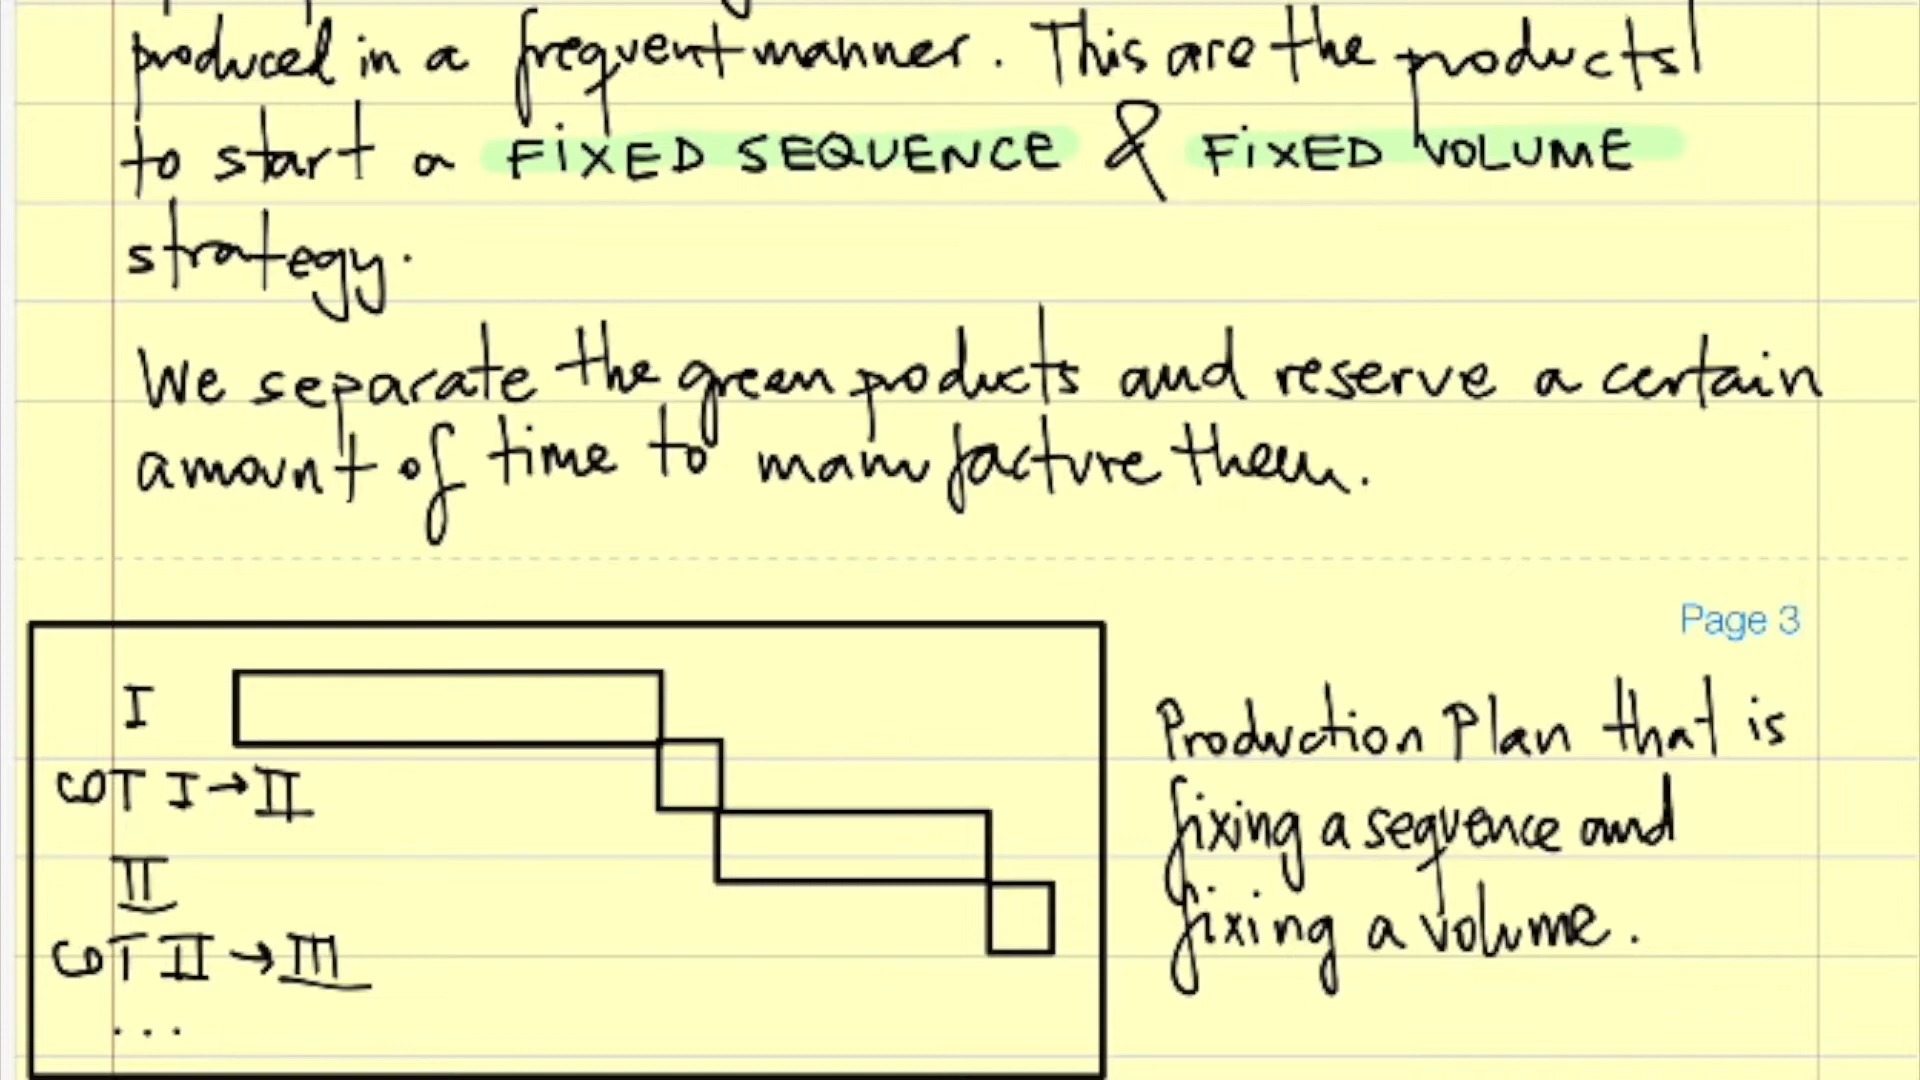 produced in a frequent manner. This are the products
to start a FIXED SEQUENCE & FIXED VOLUME
strategy.
We separate the green products and reserve a certain
amount of time to manufacture them.
Page 3
I
COT I→II
II
COT II→III
...
Production Plan that is
fixing a sequence and
fixing a volume.